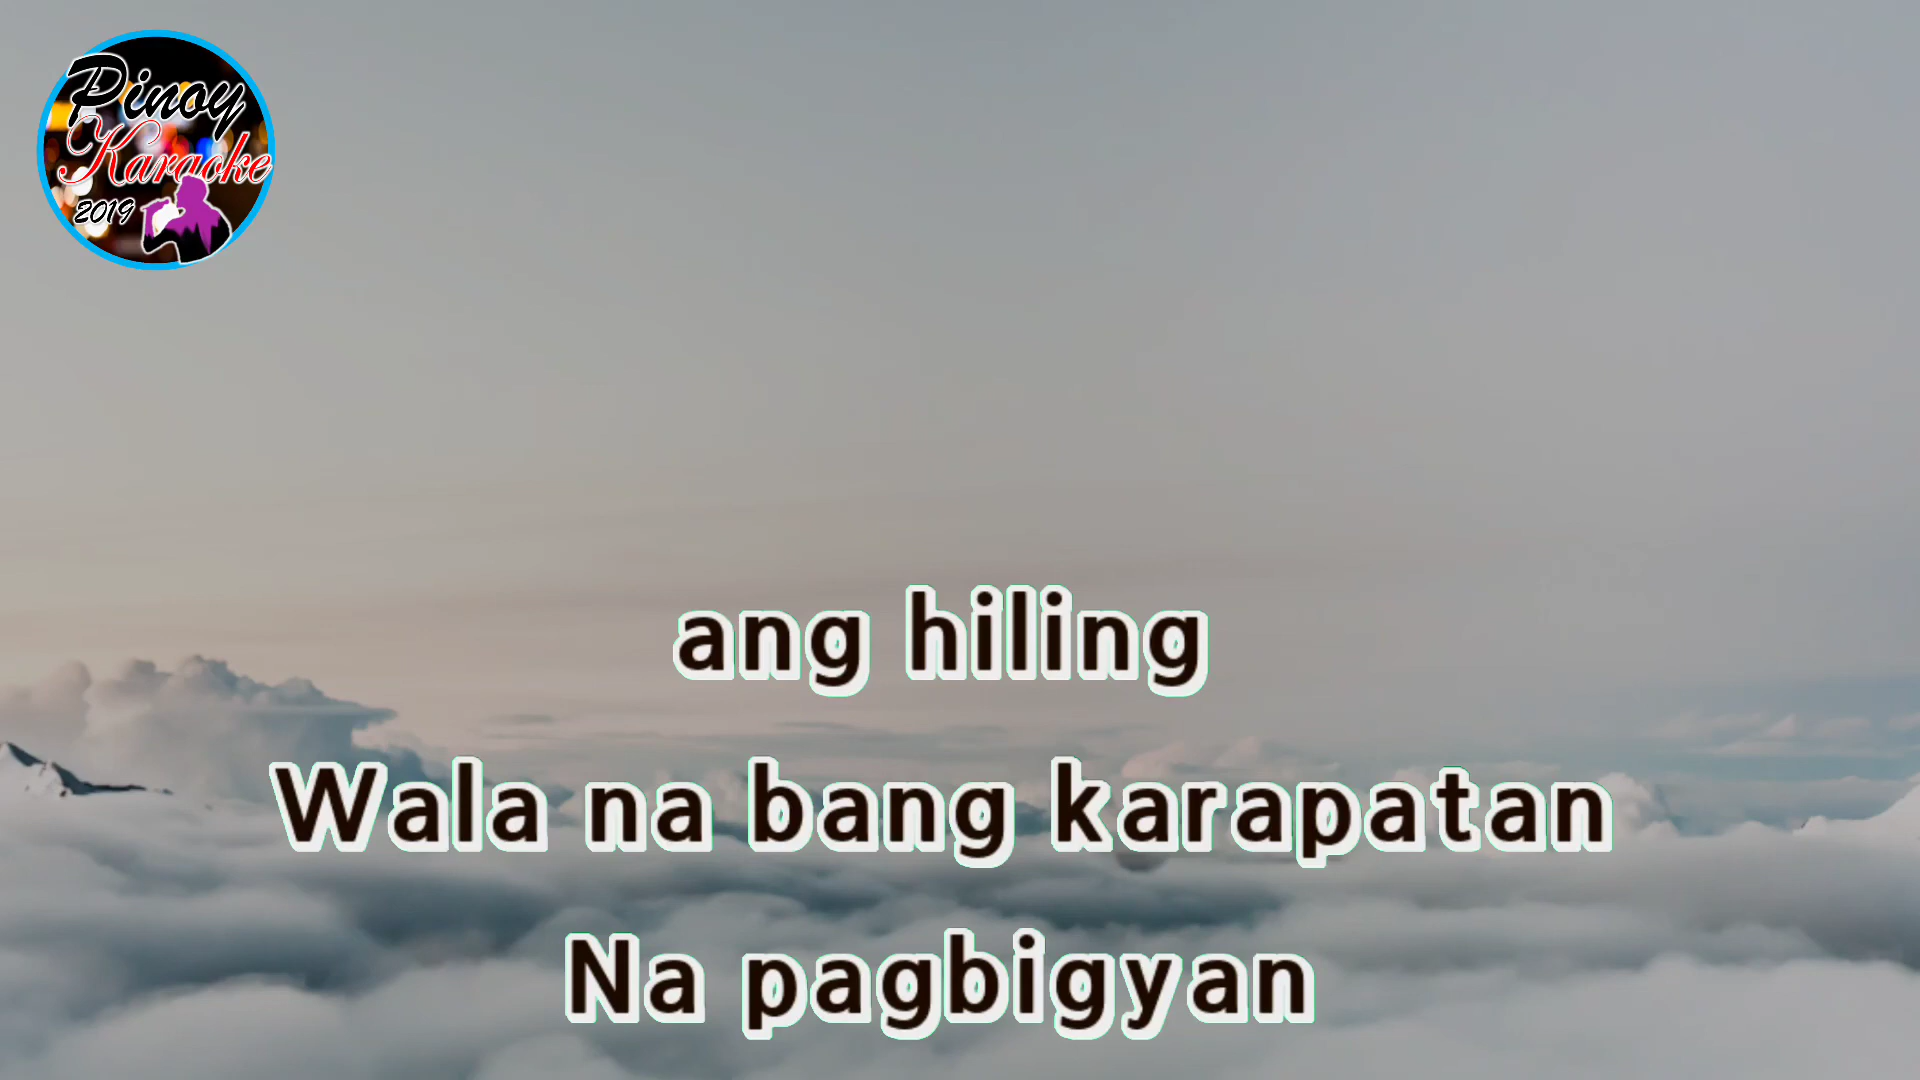 Pinoy
Karaoke
2019
ang hiling
Wala na bang karapatan
Na pagbigyan